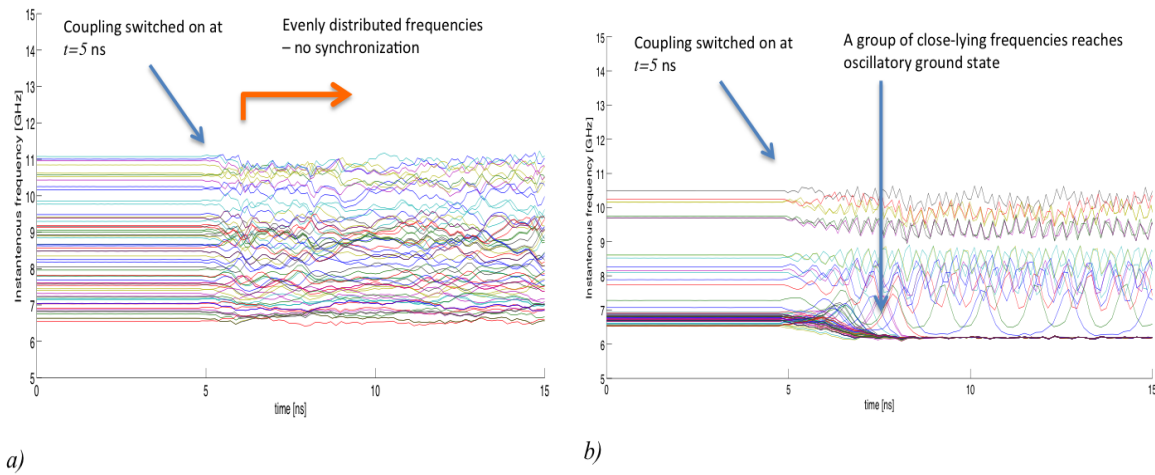 Coupling switched on at
t=5 ns
Evenly distributed frequencies
– no synchronization
Instantenous frequency [GHz]
15
14
13
12
11
10
9
8
7
6
5
0
5
10
15
time [ns]
a)
Coupling switched on at
t=5 ns
A group of close-lying frequencies reaches
oscillatory ground state
Instantenous frequency [GHz]
15
14
13
12
11
10
9
8
7
6
5
0
5
10
15
time [ns]
b)